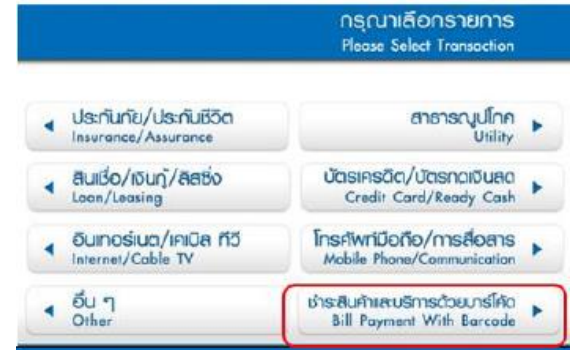 กรุณาเลือกรายการ
Please Select Transaction
ประกันภัย/ประกันชีวิต
Insurance/Assurance
สาธารณูปโภค
Utility
สินเชื่อ/เงินกู้/ลีสซิ่ง
Loan/Leasing
บัตรเครดิต/บัตรกดเงินสด
Credit Card/Ready Cash
อินเทอร์เนต/เคเบิล ทีวี
Internet/Cable TV
โทรศัพท์มือถือ/การสื่อสาร
Mobile Phone/Communication
อื่น ๆ
Other
ชำระสินค้าและบริการด้วยบาร์โค้ด
Bill Payment With Barcode